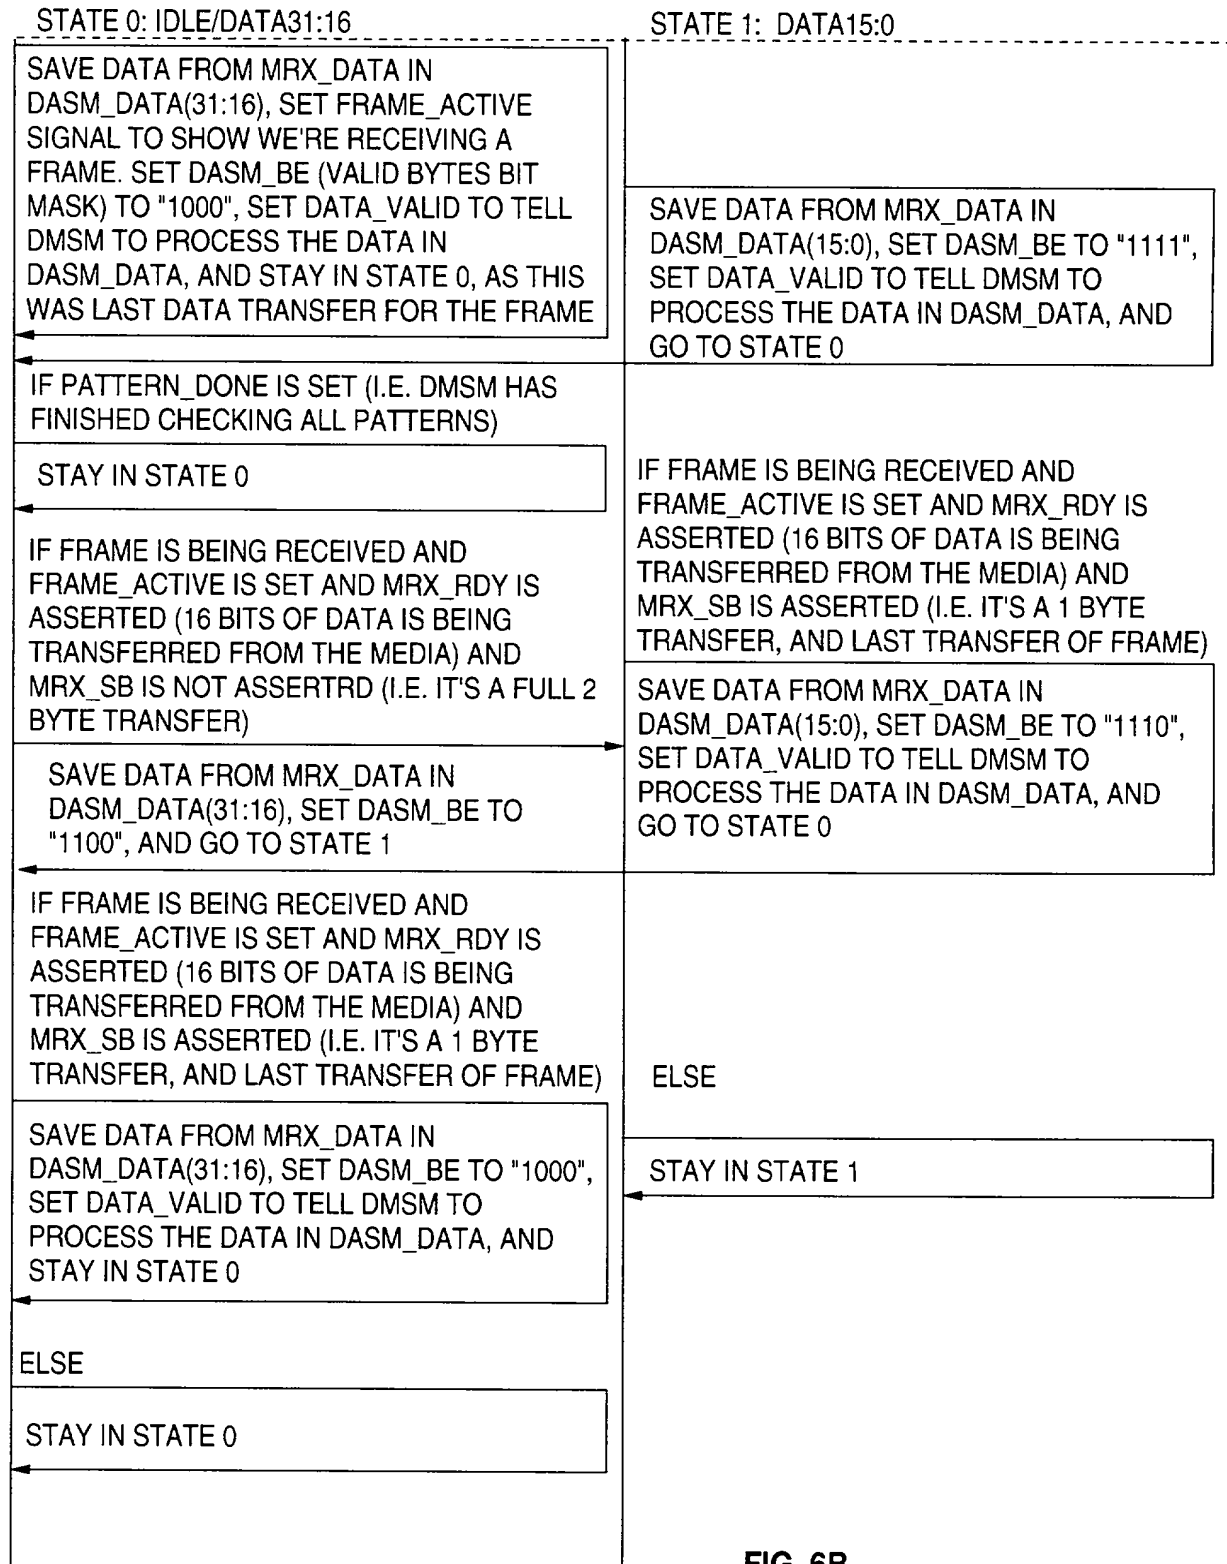 STATE 0: IDLE/DATA31:16
SAVE DATA FROM MRX_DATA IN
DASM_DATA(31:16), SET FRAME_ACTIVE
SIGNAL TO SHOW WE'RE RECEIVING A
FRAME. SET DASM_BE (VALID BYTES BIT
MASK) TO "1000", SET DATA_VALID TO TELL
DMSM TO PROCESS THE DATA IN
DASM_DATA, AND STAY IN STATE 0, AS THIS
WAS LAST DATA TRANSFER FOR THE FRAME
IF PATTERN_DONE IS SET (I.E. DMSM HAS
FINISHED CHECKING ALL PATTERNS)
STAY IN STATE 0
IF FRAME IS BEING RECEIVED AND
FRAME_ACTIVE IS SET AND MRX_RDY IS
ASSERTED (16 BITS OF DATA IS BEING
TRANSFERRED FROM THE MEDIA) AND
MRX_SB IS NOT ASSERTRD (I.E. IT'S A FULL 2
BYTE TRANSFER)
SAVE DATA FROM MRX_DATA IN
DASM_DATA(31:16), SET DASM_BE TO
"1100", AND GO TO STATE 1
IF FRAME IS BEING RECEIVED AND
FRAME_ACTIVE IS SET AND MRX_RDY IS
ASSERTED (16 BITS OF DATA IS BEING
TRANSFERRED FROM THE MEDIA) AND
MRX_SB IS ASSERTED (I.E. IT'S A 1 BYTE
TRANSFER, AND LAST TRANSFER OF FRAME)
SAVE DATA FROM MRX_DATA IN
DASM_DATA(31:16), SET DASM_BE TO "1000",
SET DATA_VALID TO TELL DMSM TO
PROCESS THE DATA IN DASM_DATA, AND
STAY IN STATE 0
ELSE
STAY IN STATE 0
STATE 1: DATA15:0
SAVE DATA FROM MRX_DATA IN
DASM_DATA(15:0), SET DASM_BE TO "1111",
SET DATA_VALID TO TELL DMSM TO
PROCESS THE DATA IN DASM_DATA, AND
GO TO STATE 0
IF FRAME IS BEING RECEIVED AND
FRAME_ACTIVE IS SET AND MRX_RDY IS
ASSERTED (16 BITS OF DATA IS BEING
TRANSFERRED FROM THE MEDIA) AND
MRX_SB IS ASSERTED (I.E. IT'S A 1 BYTE
TRANSFER, AND LAST TRANSFER OF FRAME)
SAVE DATA FROM MRX_DATA IN
DASM_DATA(15:0), SET DASM_BE TO "1110",
SET DATA_VALID TO TELL DMSM TO
PROCESS THE DATA IN DASM_DATA, AND
GO TO STATE 0
ELSE
STAY IN STATE 1
FIG. 6B